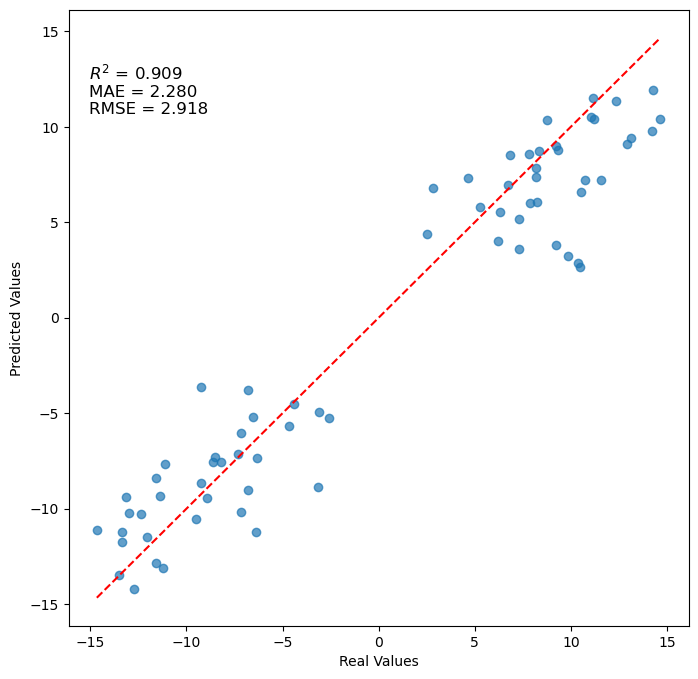 R² = 0.909
MAE = 2.280
RMSE = 2.918
15
10
5
0
−5
−10
−15
Predicted Values
−15 −10 −5 0 5 10 15
Real Values